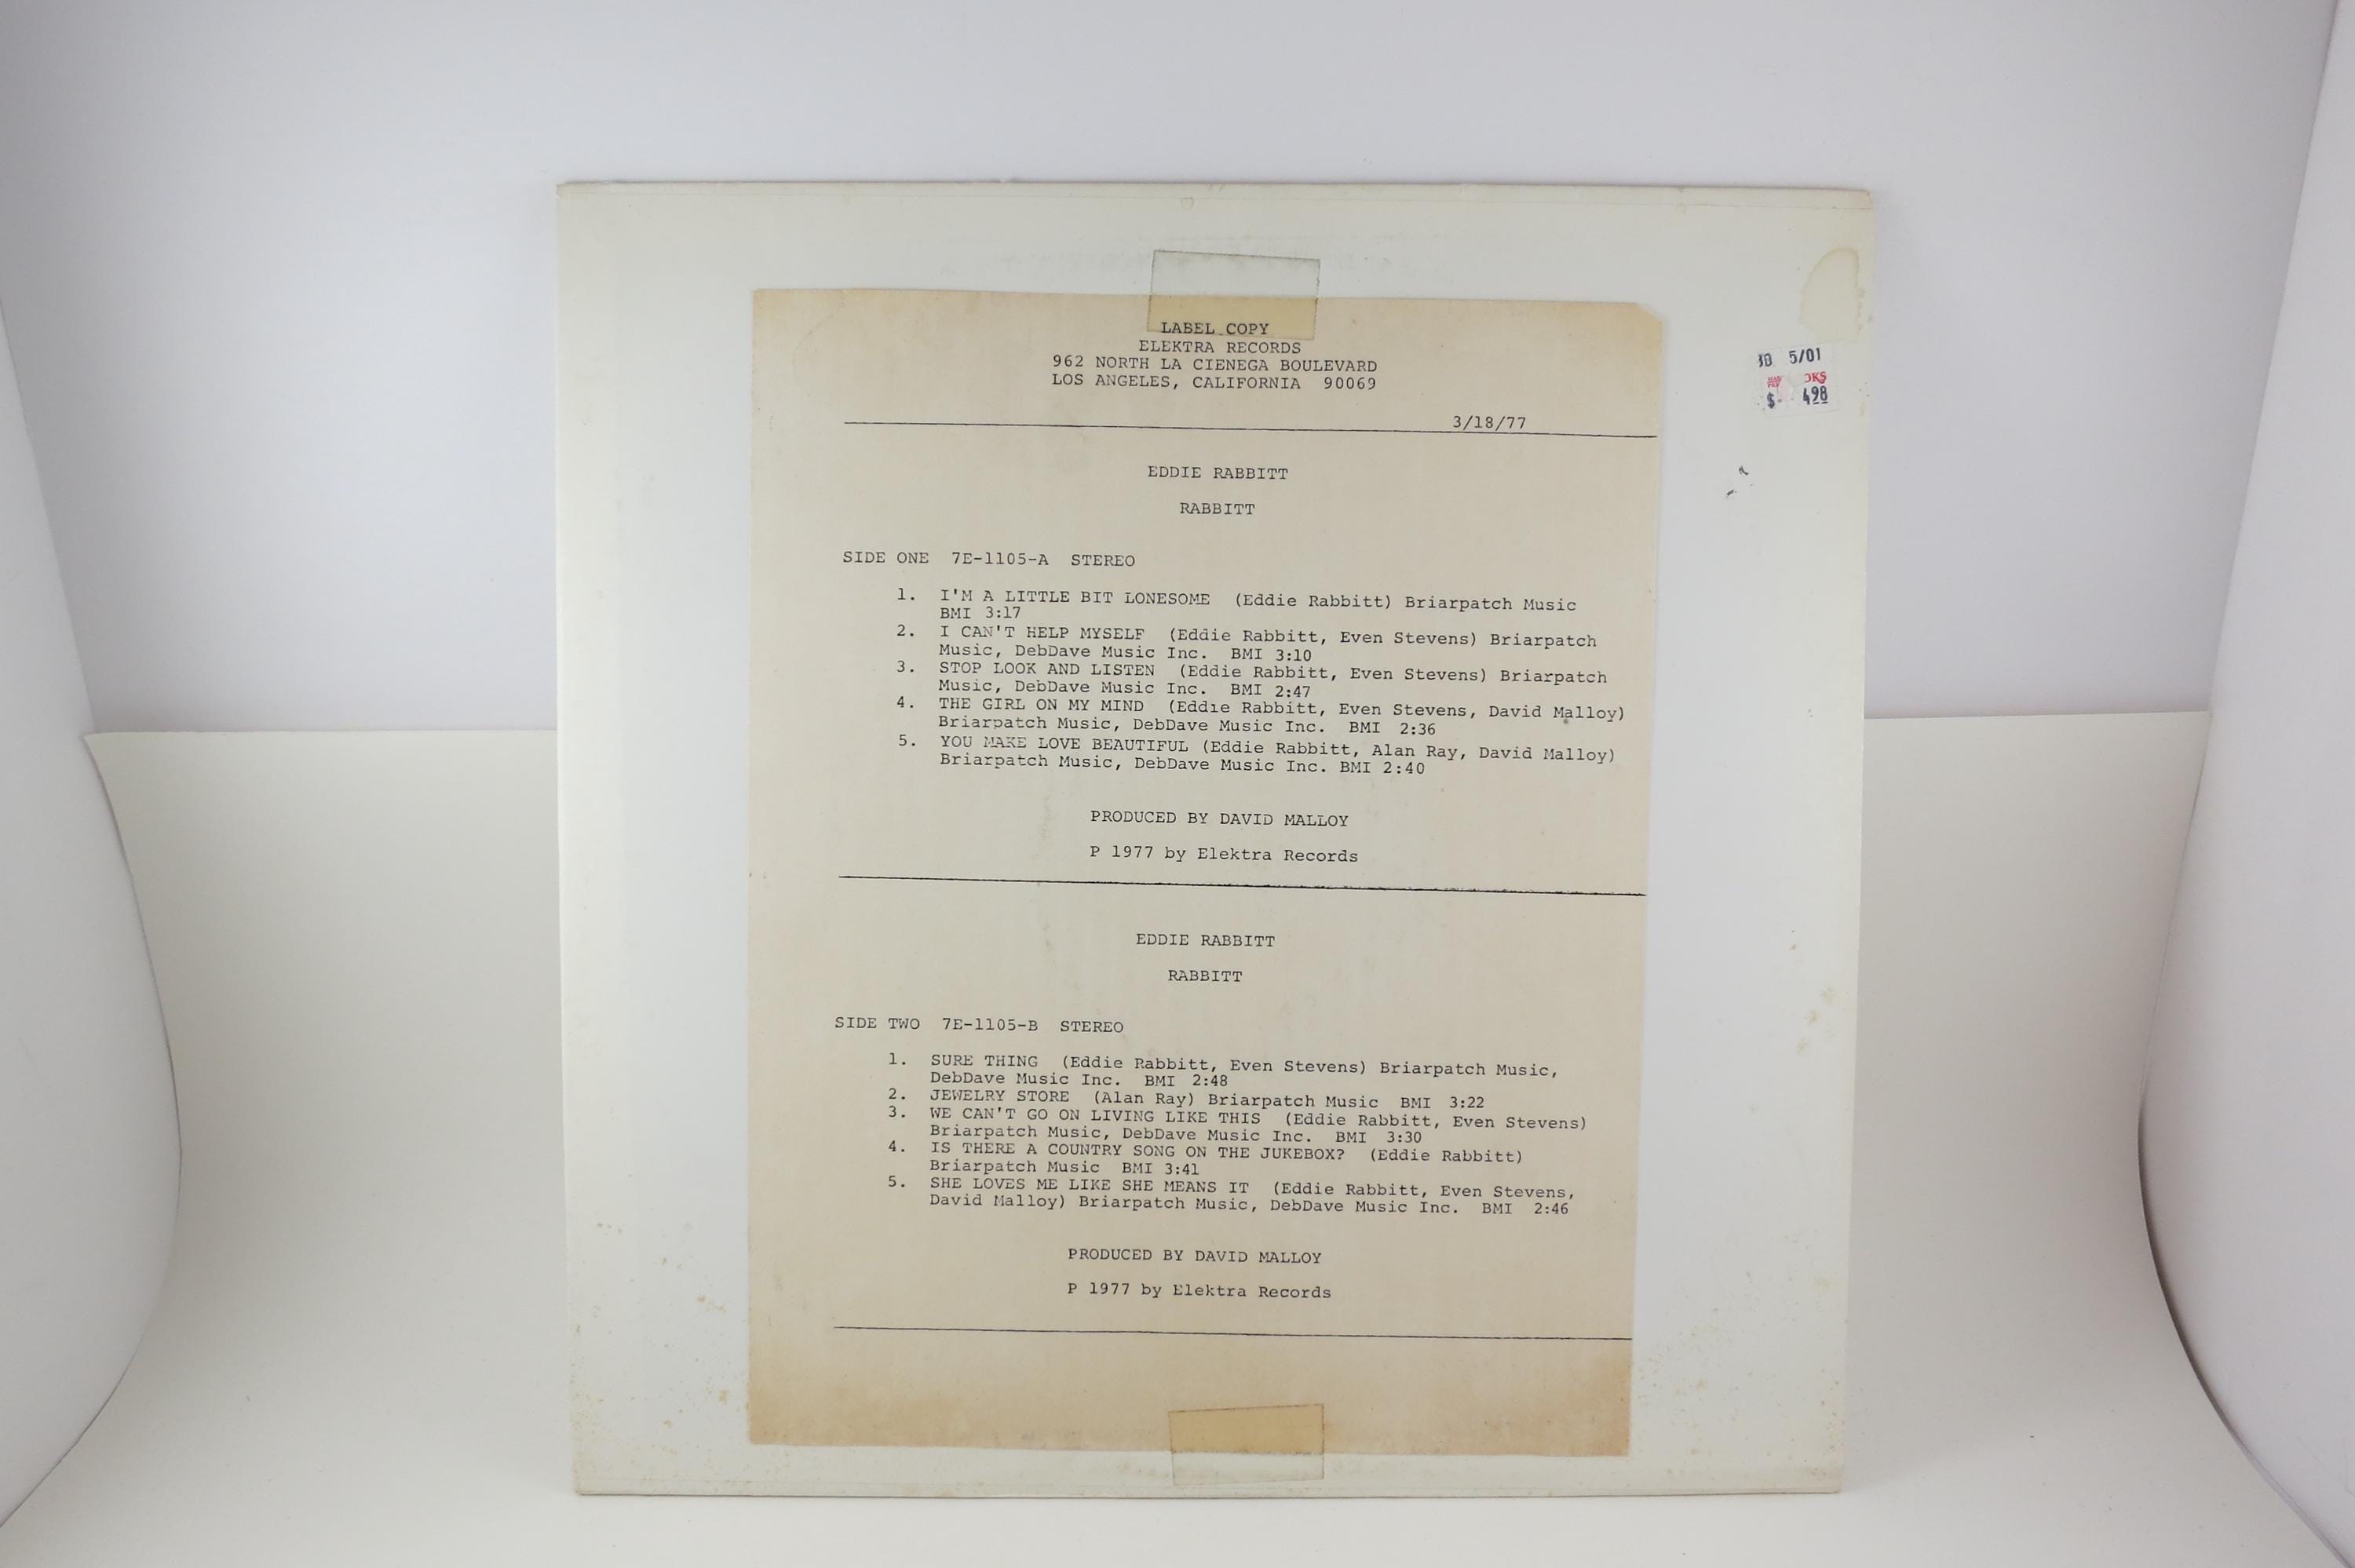 LABEL COPY
ELEKTRA RECORDS
962 NORTH LA CIENEGA BOULEVARD
LOS ANGELES, CALIFORNIA 90069
3/18/77
EDDIE RABBITT
RABBITT
SIDE ONE 7E-1105-A STEREO
1. I'M A LITTLE BIT LONESOME (Eddie Rabbitt) Briarpatch Music
BMI 3:17
2. I CAN'T HELP MYSELF (Eddie Rabbitt, Even Stevens) Briarpatch
Music, DebDave Music Inc. BMI 3:10
3. STOP LOOK AND LISTEN (Eddie Rabbitt, Even Stevens) Briarpatch
Music, DebDave Music Inc. BMI 2:47
4. THE GIRL ON MY MIND (Eddie Rabbitt, Even Stevens, David Malloy)
Briarpatch Music, DebDave Music Inc. BMI 2:36
5. YOU MAKE LOVE BEAUTIFUL (Eddie Rabbitt, Alan Ray, David Malloy)
Briarpatch Music, DebDave Music Inc. BMI 2:40
PRODUCED BY DAVID MALLOY
P 1977 by Elektra Records
EDDIE RABBITT
RABBITT
SIDE TWO 7E-1105-B STEREO
1. SURE THING (Eddie Rabbitt, Even Stevens) Briarpatch Music,
DebDave Music Inc. BMI 2:48
2. JEWELRY STORE (Alan Ray) Briarpatch Music BMI 3:22
3. WE CAN'T GO ON LIVING LIKE THIS (Eddie Rabbitt, Even Stevens)
Briarpatch Music, DebDave Music Inc. BMI 3:30
4. IS THERE A COUNTRY SONG ON THE JUKEBOX? (Eddie Rabbitt)
Briarpatch Music BMI 3:41
5. SHE LOVES ME LIKE SHE MEANS IT (Eddie Rabbitt, Even Stevens,
David Malloy) Briarpatch Music, DebDave Music Inc. BMI 2:46
PRODUCED BY DAVID MALLOY
P 1977 by Elektra Records
5/01
$ 498